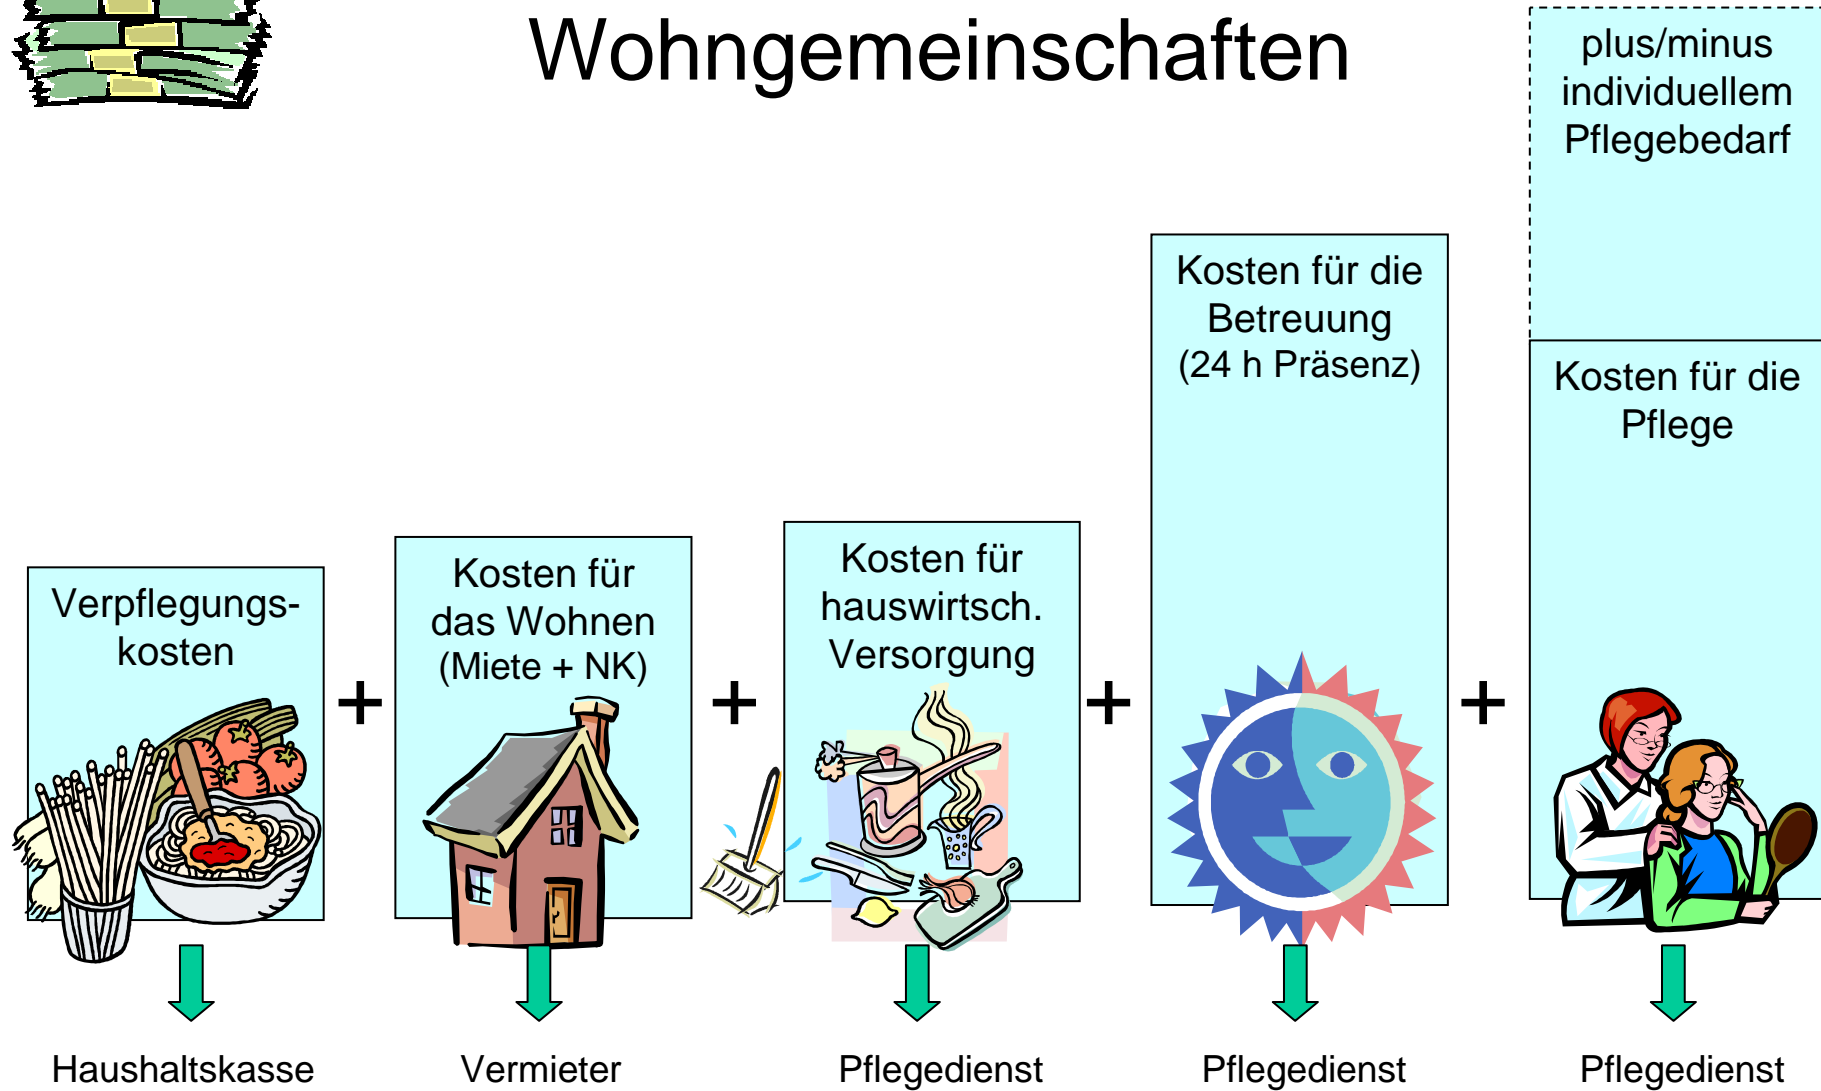 Wohngemeinschaften
plus/minus
individuellem
Pflegebedarf
Kosten für die
Betreuung
(24 h Präsenz)
Kosten für die
Pflege
Verpflegungs-
kosten
Kosten für
das Wohnen
(Miete + NK)
Kosten für
hauswirtsch.
Versorgung
+
+
+
+
Haushaltskasse
Vermieter
Pflegedienst
Pflegedienst
Pflegedienst